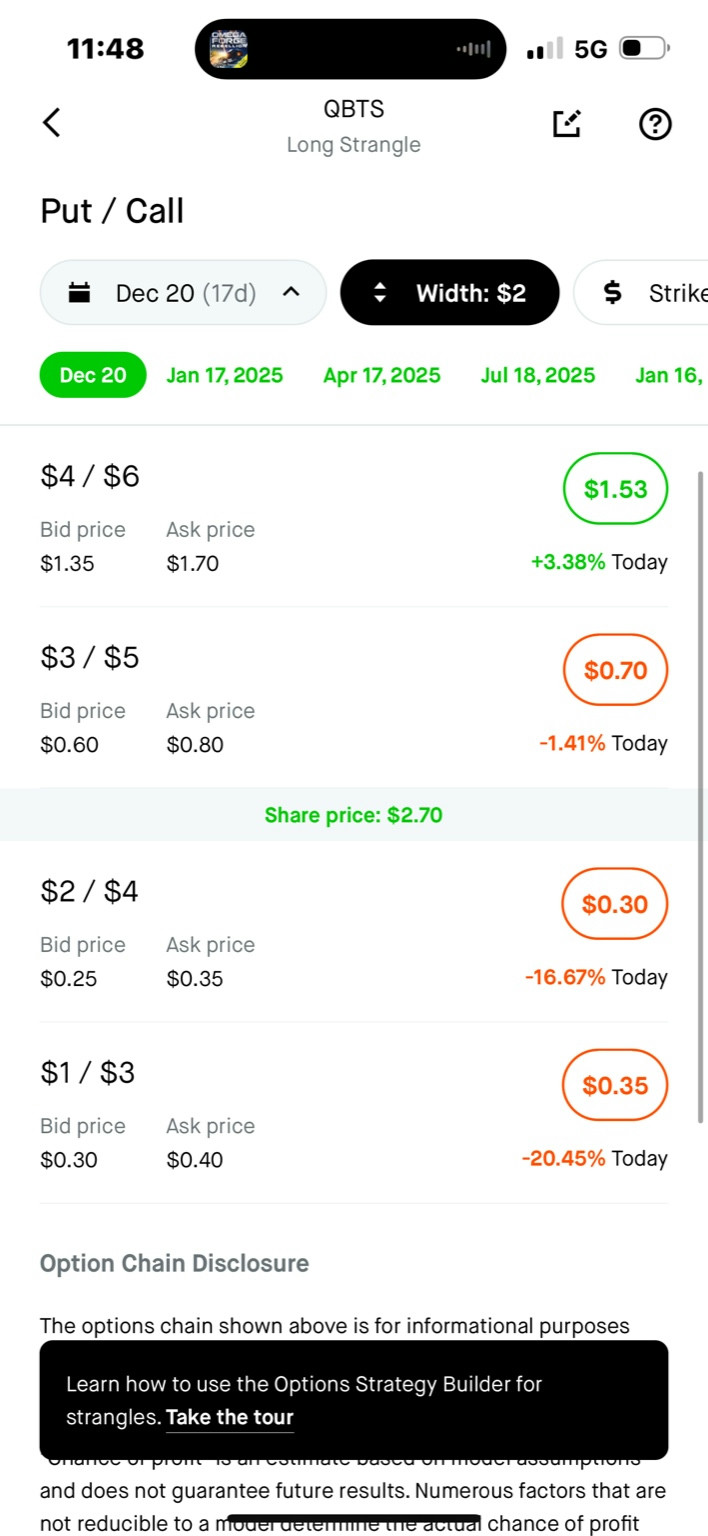 11:48
OMEGA
FORGE
5G
QBTS
Long Strangle
Put / Call
Dec 20 (17d)
Width: $2
$ Strike
Dec 20
Jan 17, 2025
Apr 17, 2025
Jul 18, 2025
Jan 16,
$4 / $6
$1.53
Bid price
Ask price
$1.35
$1.70
+3.38% Today
$3 / $5
$0.70
Bid price
Ask price
$0.60
$0.80
-1.41% Today
Share price: $2.70
$2 / $4
$0.30
Bid price
Ask price
$0.25
$0.35
-16.67% Today
$1 / $3
$0.35
Bid price
Ask price
$0.30
$0.40
-20.45% Today
Option Chain Disclosure
The options chain shown above is for informational purposes
Learn how to use the Options Strategy Builder for
strangles. Take the tour
"Chance of profit" is an estimate based on model assumptions
and does not guarantee future results. Numerous factors that are
not reducible to a model determine the actual chance of profit